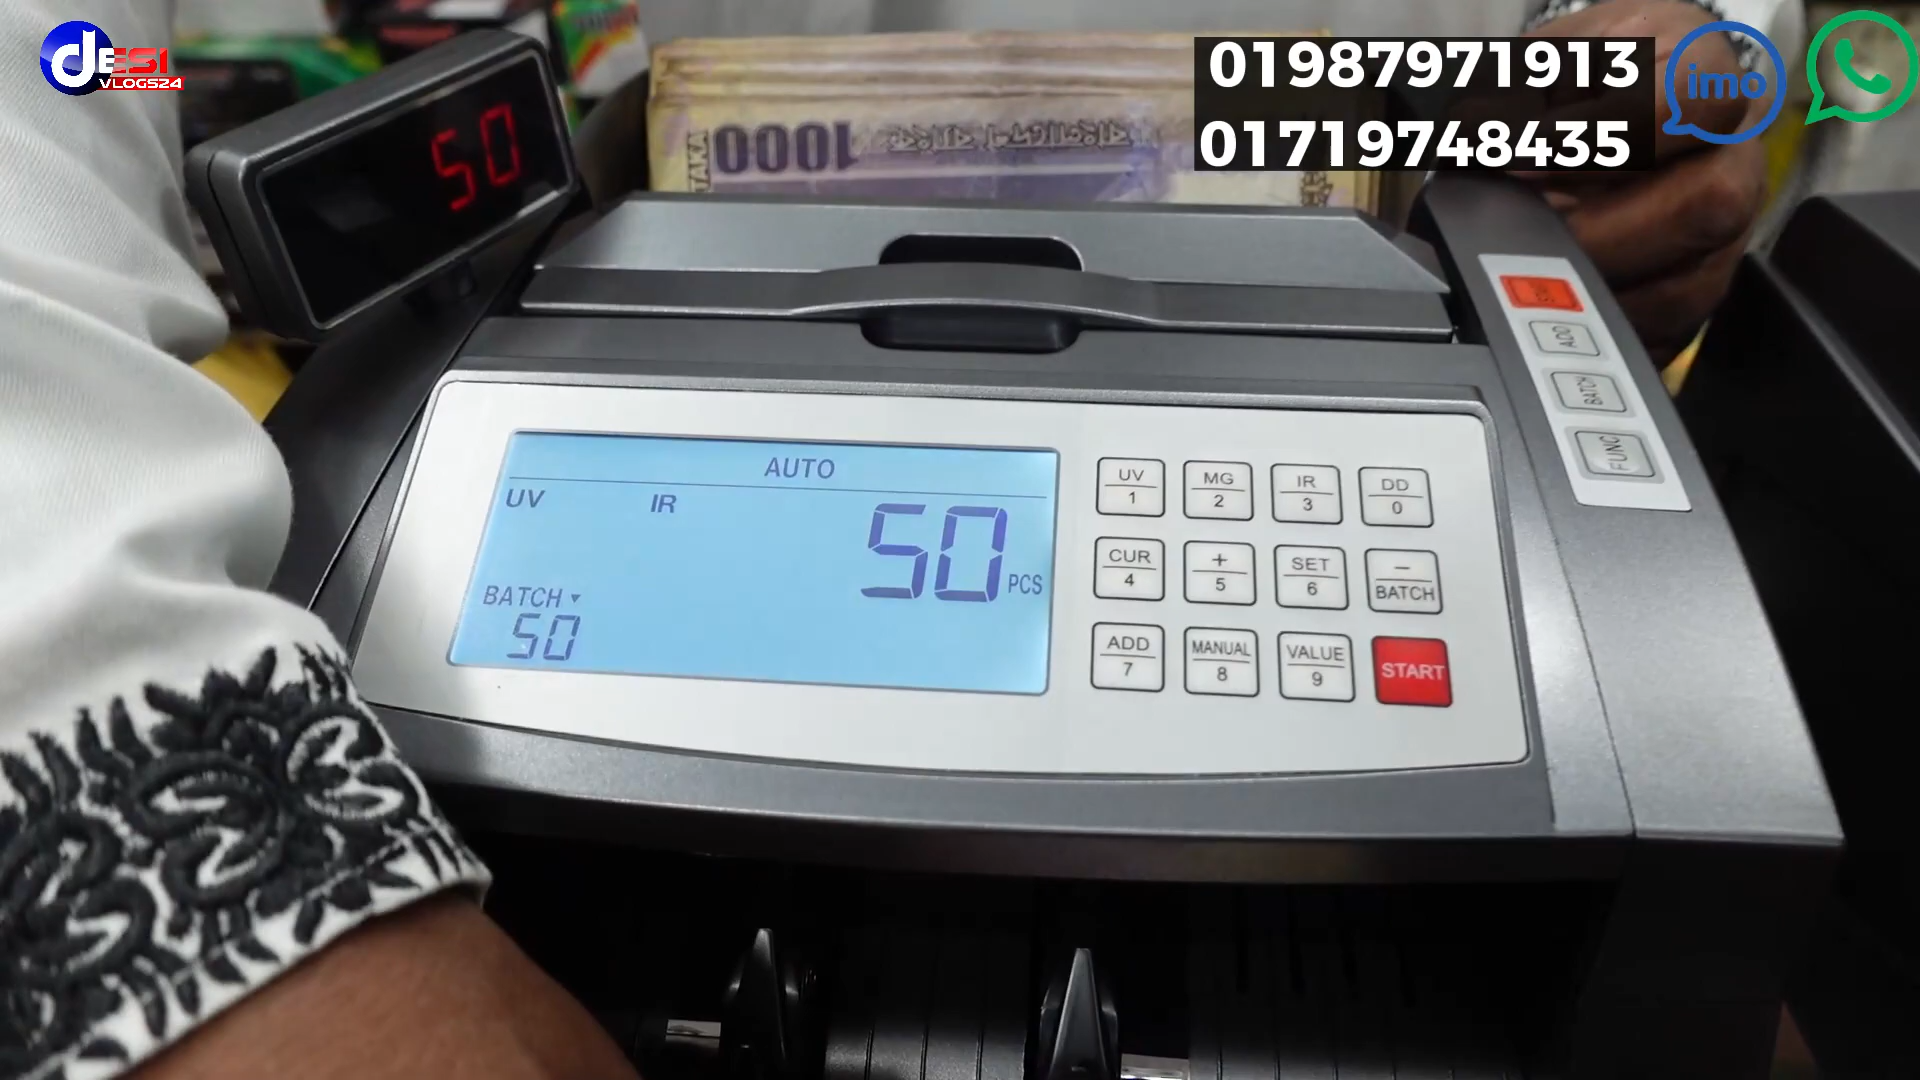 dESI
VLOGS24
01987971913
01719748435
imo
50
1000
বাংলাদেশ ব্যাংক
TAKA
ADD
BATCH
FUNC
AUTO
UV IR
50 PCS
BATCH
50
UV 1
MG 2
IR 3
DD 0
CUR 4
+ 5
SET 6
– BATCH
ADD 7
MANUAL 8
VALUE 9
START